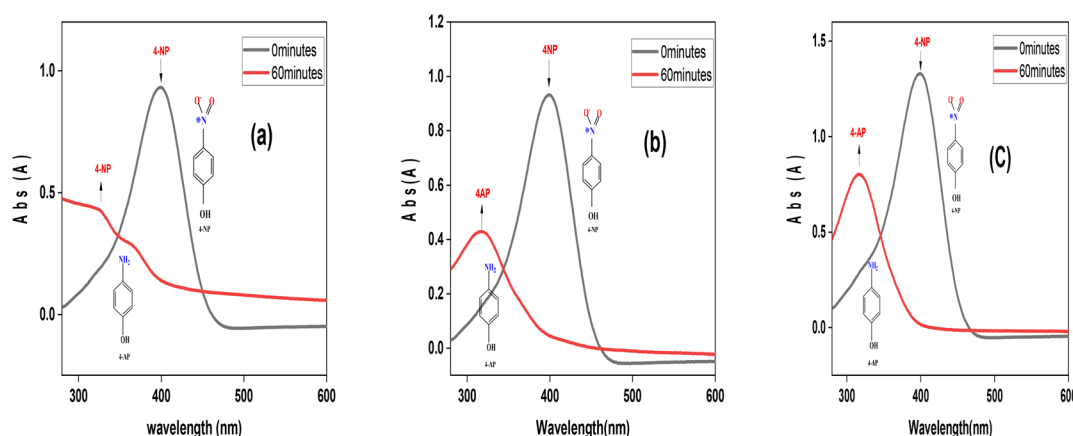 4-NP
0minutes
60minutes
O⁻
O
⊕N
(a)
4-NP
OH
4-NP
NH₂
OH
4-AP
1.0
0.5
0.0
300
400
500
600
Abs (A)
wavelength (nm)
4NP
0minutes
60minutes
O⁻
O
⊕N
(b)
4AP
OH
4-NP
NH₂
OH
4-AP
1.2
1.0
0.8
0.6
0.4
0.2
0.0
300
400
500
600
Abs (A)
Wavelength(nm)
4-NP
0minutes
60minutes
O⁻
O
⊕N
(C)
4-AP
OH
4-NP
NH₂
OH
4-AP
1.5
1.0
0.5
0.0
300
400
500
600
Abs (A)
Wavelength(nm)